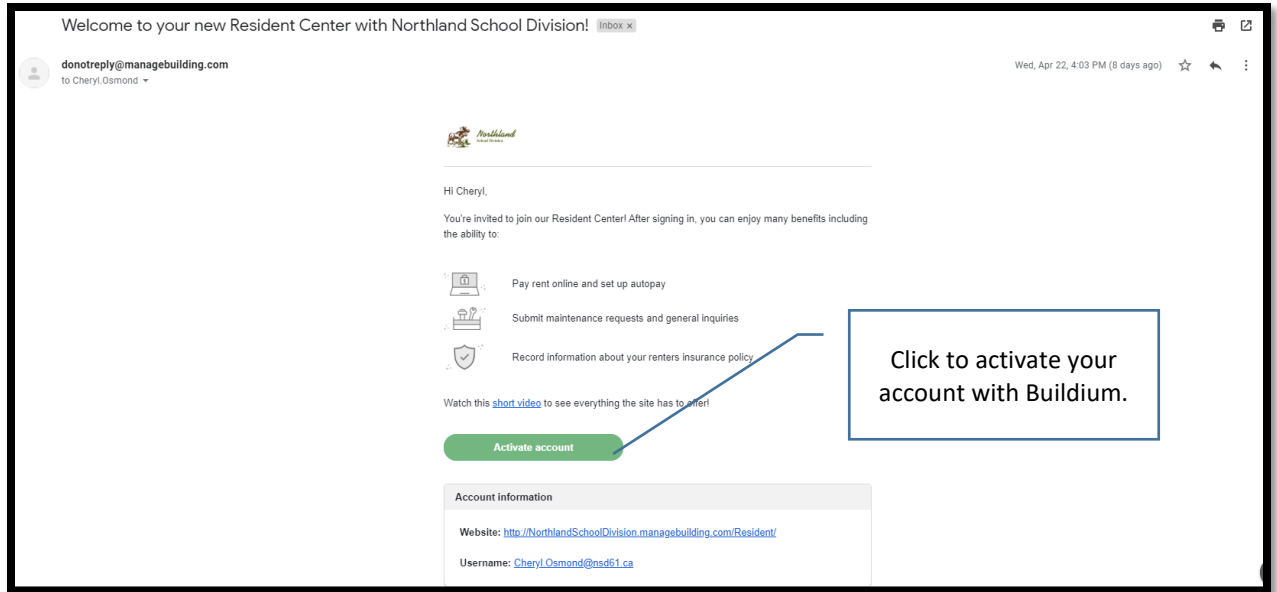 Welcome to your new Resident Center with Northland School Division! Inbox x
donotreply@managebuilding.com
Wed, Apr 22, 4:03 PM (8 days ago)
to Cheryl.Osmond
Northland
School Division
Hi Cheryl,
You're invited to join our Resident Center! After signing in, you can enjoy many benefits including
the ability to:
Pay rent online and set up autopay
Submit maintenance requests and general inquiries
Record information about your renters insurance policy
Click to activate your
account with Buildium.
Watch this short video to see everything the site has to offer!
Activate account
Account information
Website: http://NorthlandSchoolDivision.managebuilding.com/Resident/
Username: Cheryl.Osmond@nsd61.ca